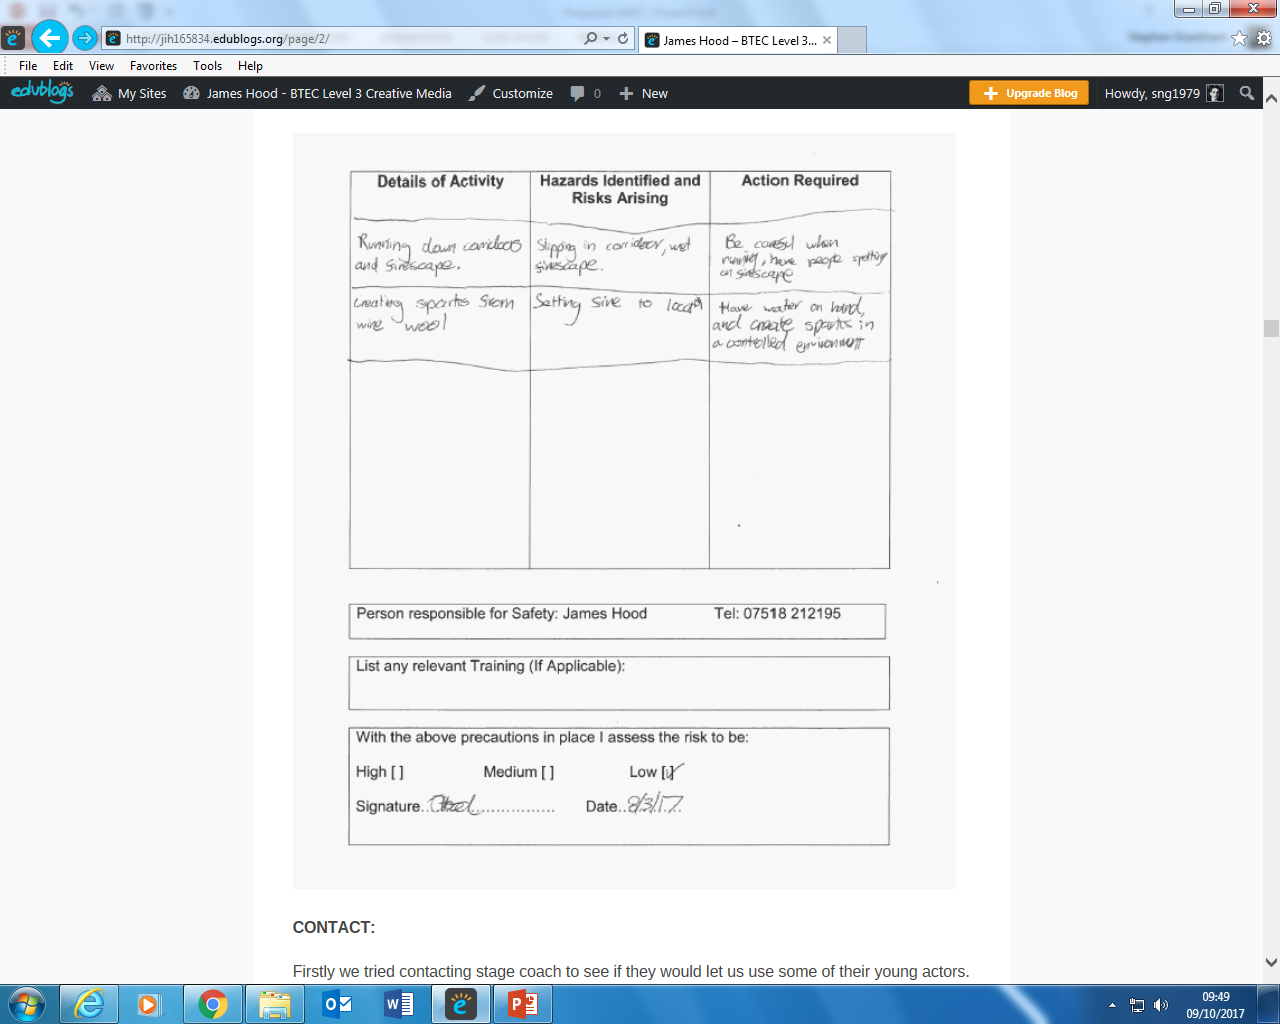 http://jih165834.edublogs.org/page/2/
James Hood – BTEC Level 3...
File Edit View Favorites Tools Help
edublogs My Sites James Hood - BTEC Level 3 Creative Media Customize 0 New Upgrade Blog Howdy, sng1979
Details of Activity
Hazards Identified and
Risks Arising
Action Required
Running down corridors
and firescape.
Slipping in corridor, wet
firescape.
Be careful when
running, have people spotting
on firescape
Creating sparks from
wire wool
Setting fire to
Have water on hand,
and create sparks in
a controlled environment
Person responsible for Safety: James Hood Tel: 07518 212195
List any relevant Training (If Applicable):
With the above precautions in place I assess the risk to be:
High [ ] Medium [ ] Low [✓]
Signature.................. Date..8/3/17.
CONTACT:
Firstly we tried contacting stage coach to see if they would let us use some of their young actors.
09:49
09/10/2017